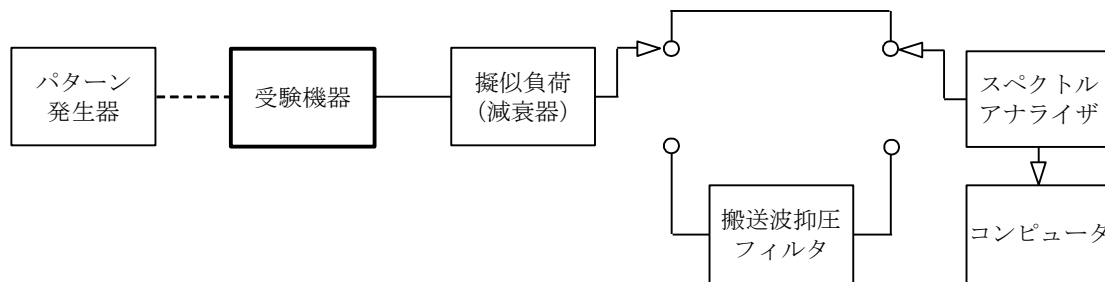 パターン
発生器
受験機器
擬似負荷
（減衰器）
スペクトル
アナライザ
搬送波抑圧
フィルタ
コンピュータ